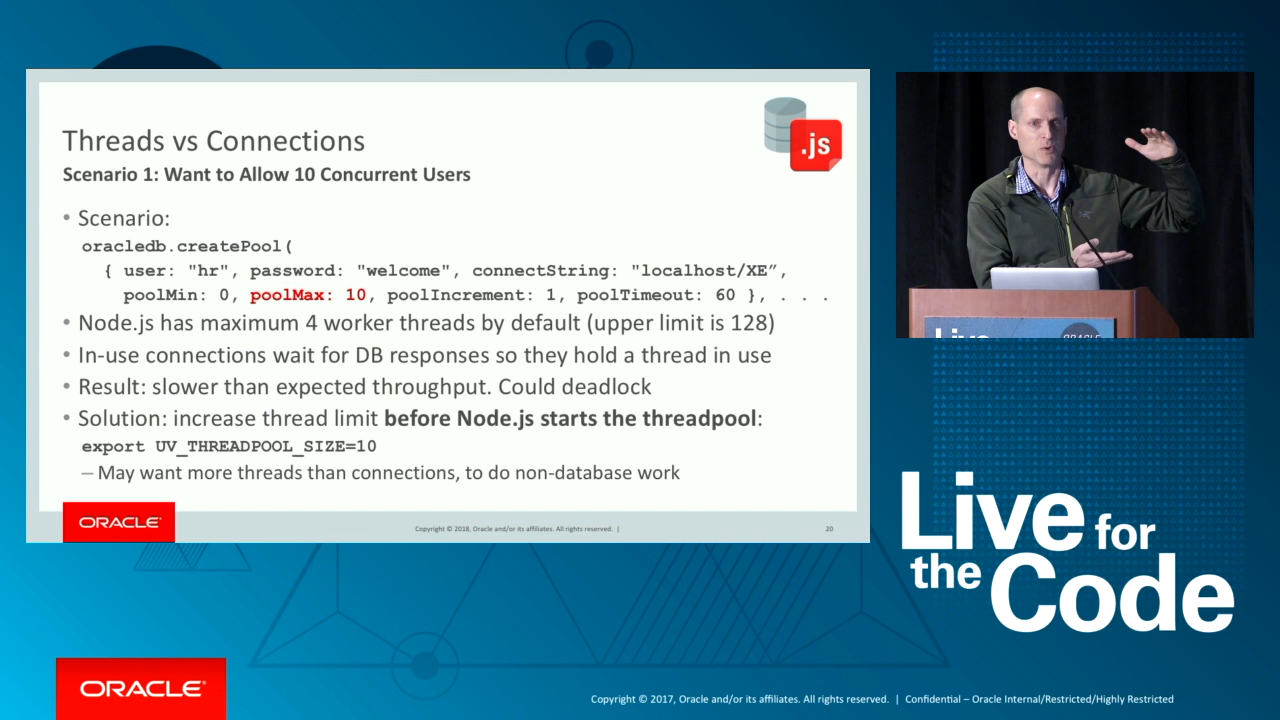 Threads vs Connections
Scenario 1: Want to Allow 10 Concurrent Users
.js
• Scenario:
oracledb.createPool(
{ user: "hr", password: "welcome", connectString: "localhost/XE”,
poolMin: 0, poolMax: 10, poolIncrement: 1, poolTimeout: 60 }, . . .
• Node.js has maximum 4 worker threads by default (upper limit is 128)
• In-use connections wait for DB responses so they hold a thread in use
• Result: slower than expected throughput. Could deadlock
• Solution: increase thread limit before Node.js starts the threadpool:
export UV_THREADPOOL_SIZE=10
– May want more threads than connections, to do non-database work
ORACLE®
Copyright © 2018, Oracle and/or its affiliates. All rights reserved. |
20
Live
ORACLE
Live for
the Code
ORACLE®
Copyright © 2017, Oracle and/or its affiliates. All rights reserved. | Confidential – Oracle Internal/Restricted/Highly Restricted